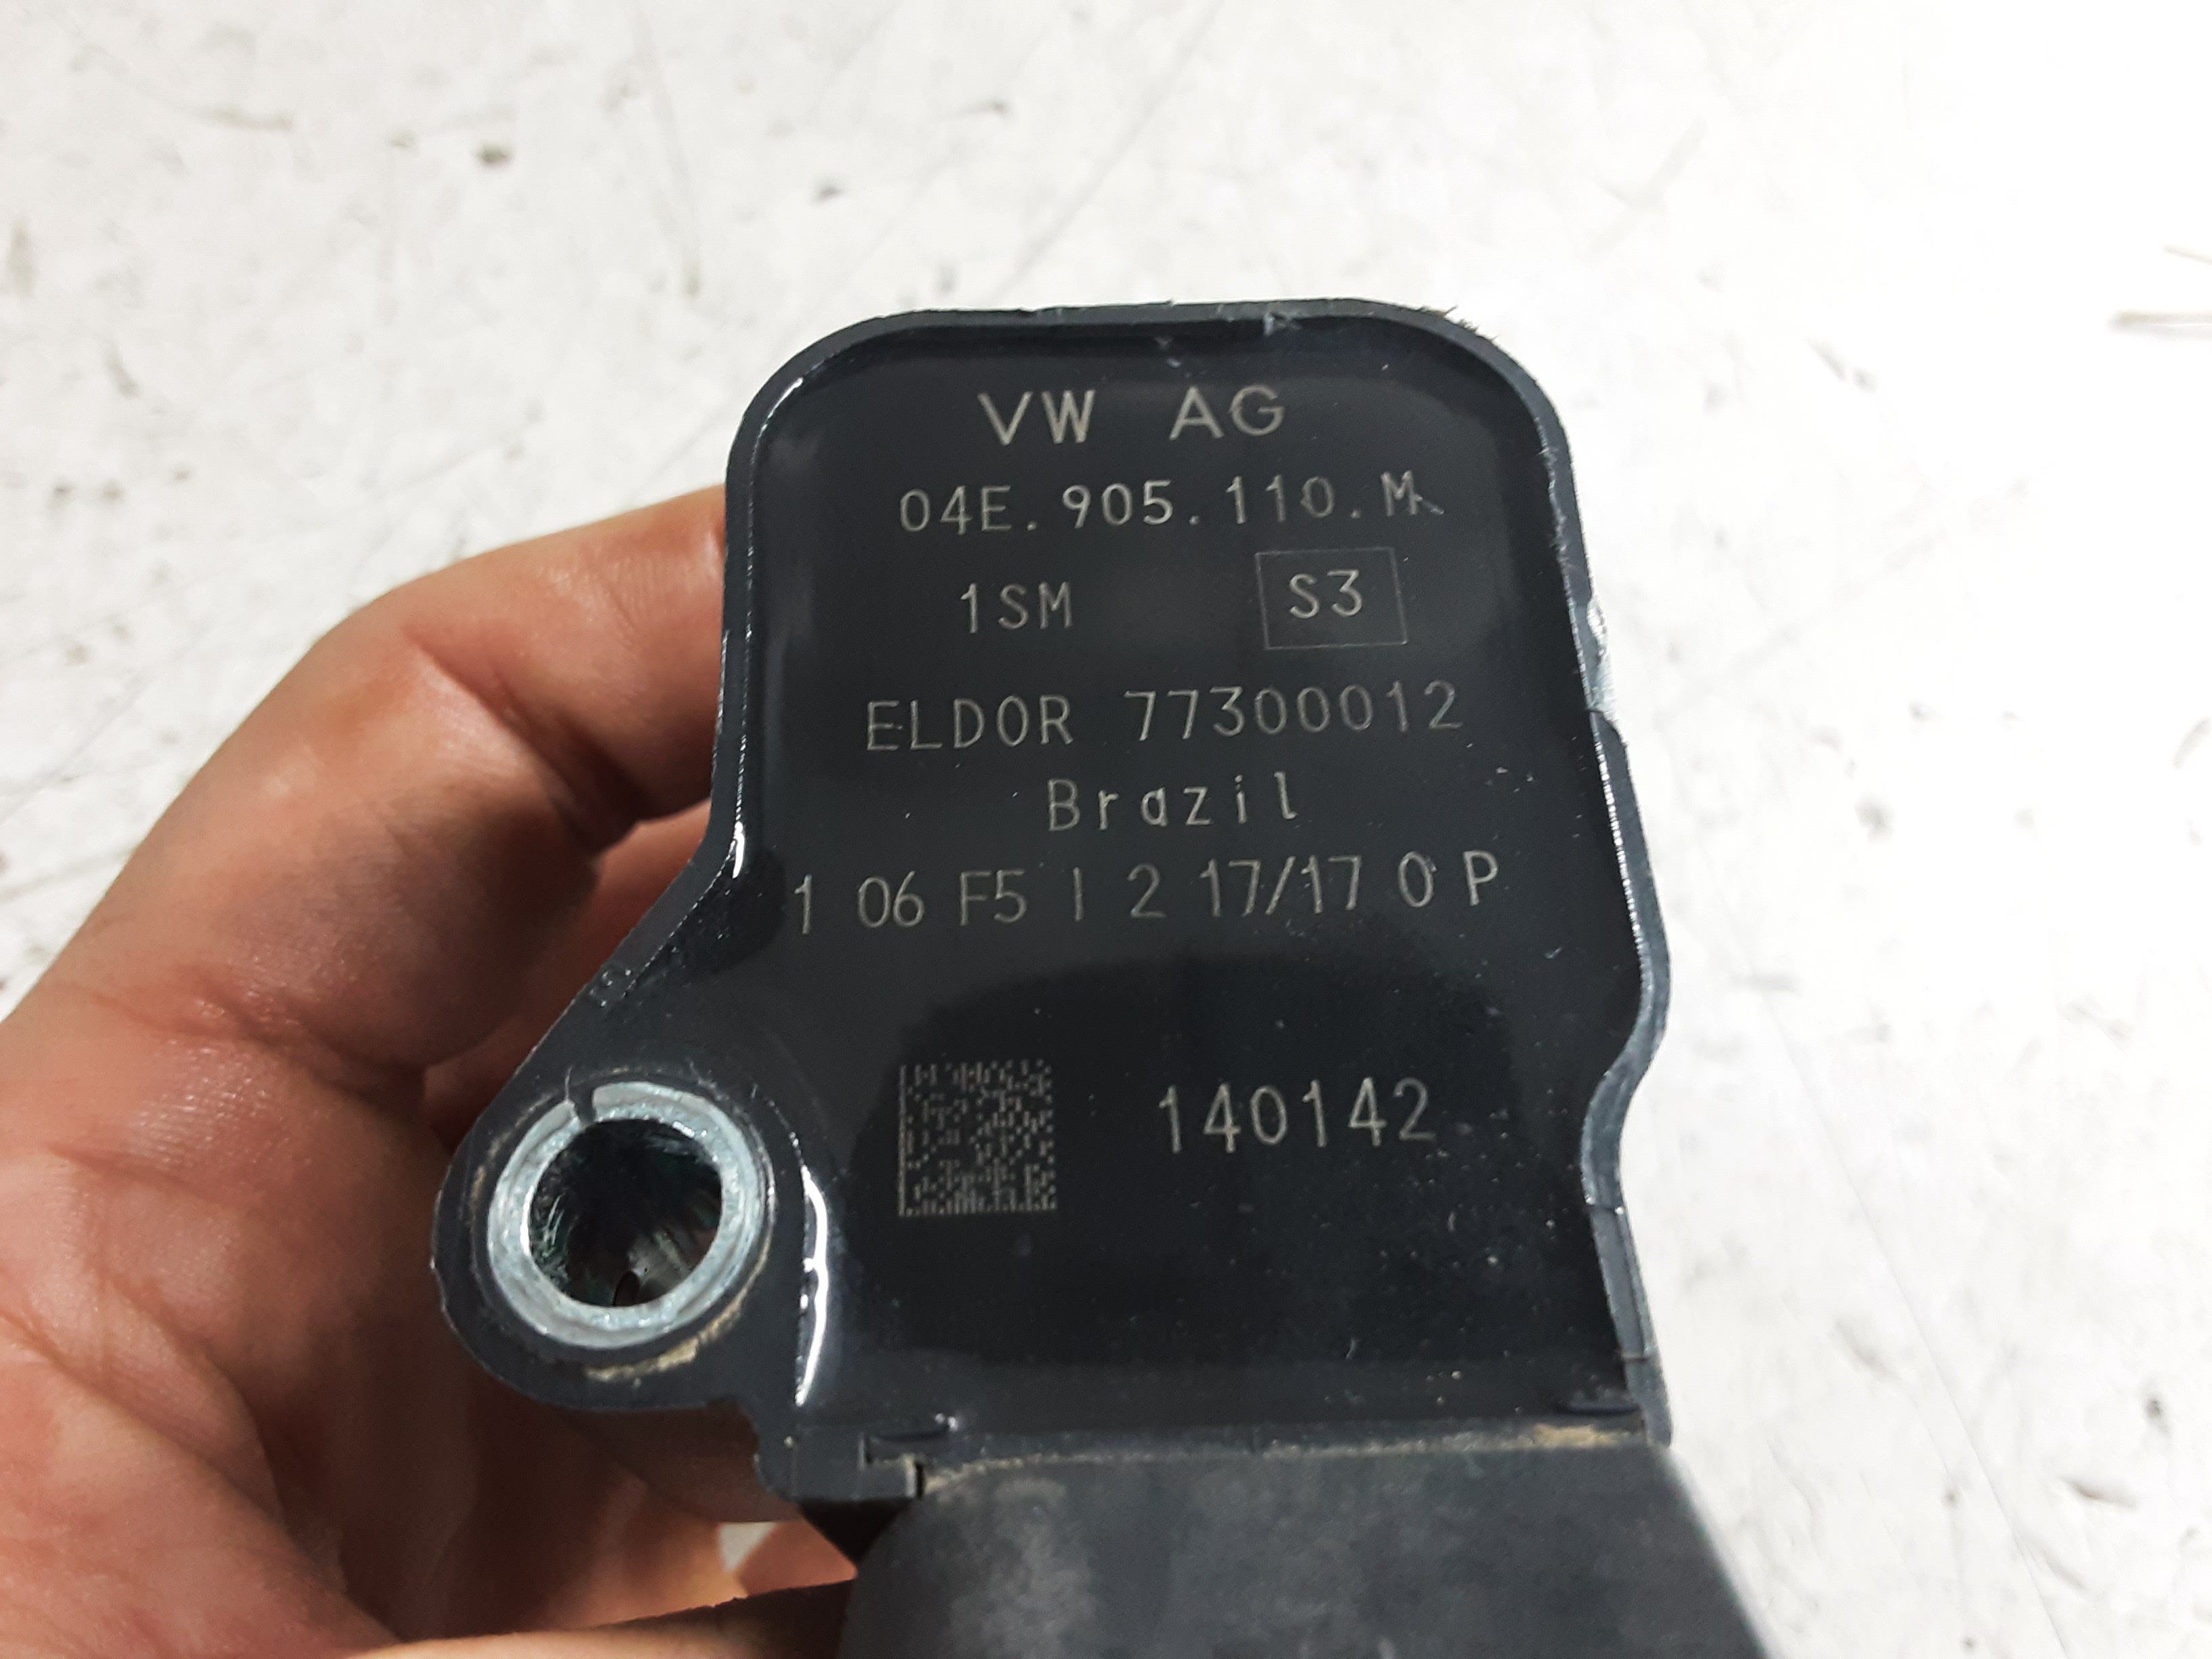 VW AG
04E.905.110.M
1SM S3
ELDOR 77300012
Brazil
1 06 F5 I 2 17/17 0 P
140142